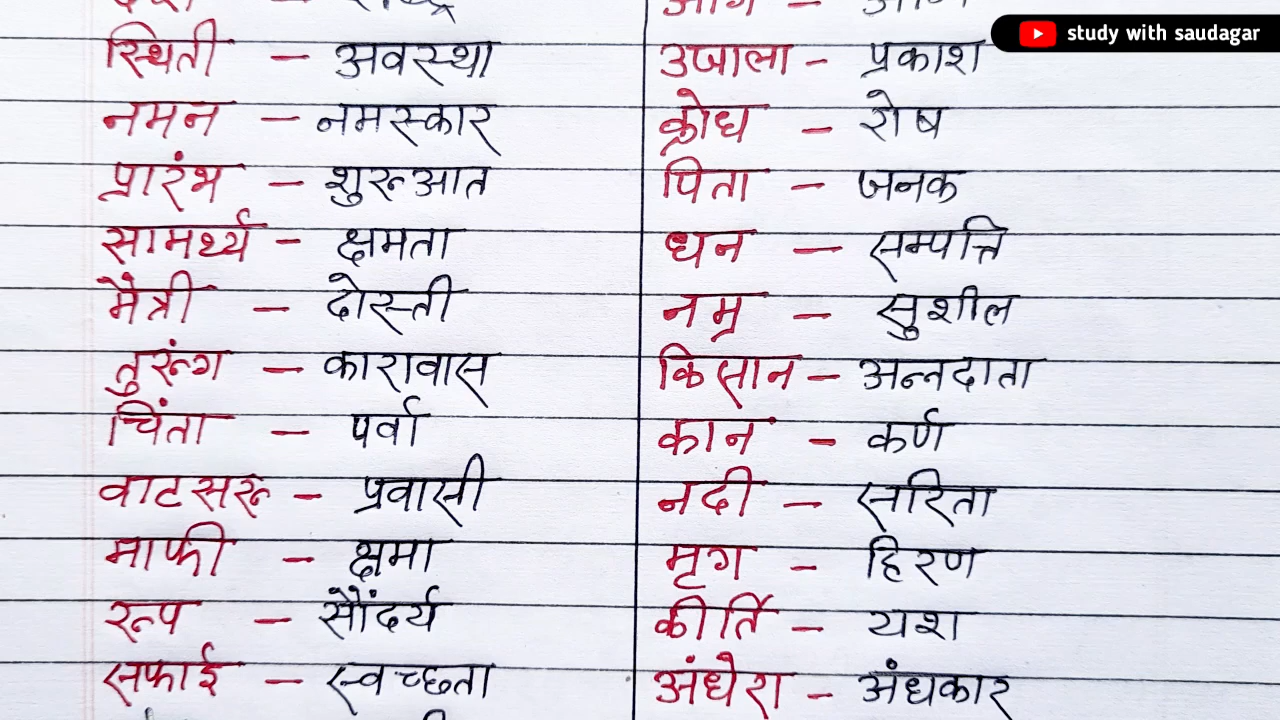 study with saudagar
स्थिती – अवस्था
नमन – नमस्कार
प्रारंभ – शुरूआत
सामर्थ्य – क्षमता
मैत्री – दोस्ती
तुरूंग – कारावास
चिंता – पर्वा
वाटसरू – प्रवासी
माफी – क्षमा
रूप – सौंदर्य
सफाई – स्वच्छता
उजाला – प्रकाश
क्रोध – रोष
पिता – जनक
धन – सम्पत्ति
नम्र – सुशील
किसान – अन्नदाता
कान – कर्ण
नदी – सरिता
मृग – हिरण
कीर्ति – यश
अंधेरा – अंधकार